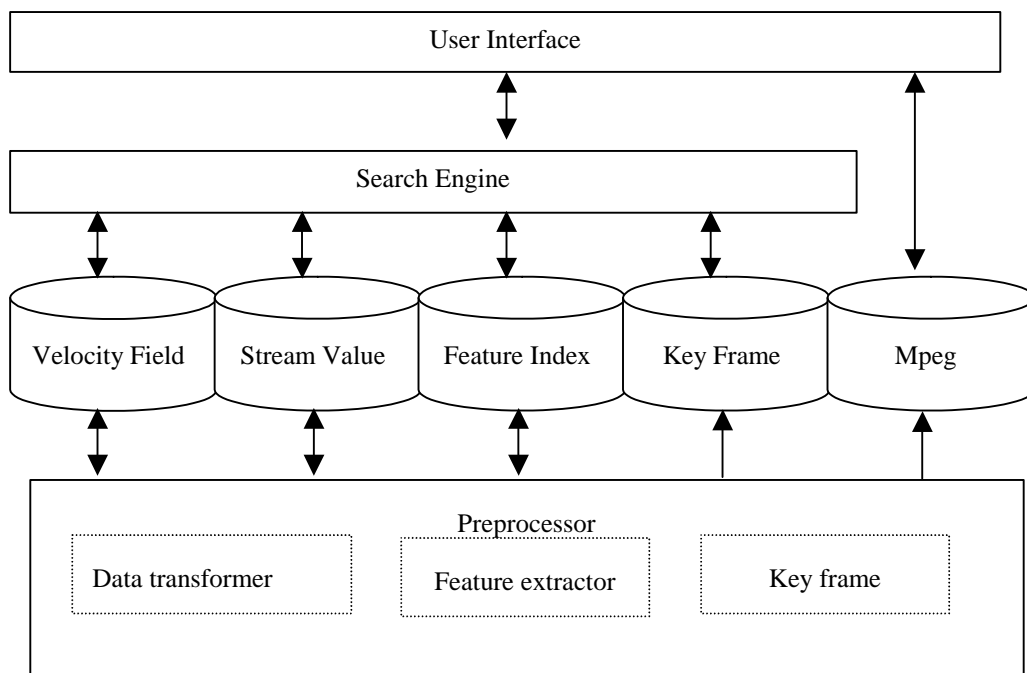 User Interface
Search Engine
Velocity Field
Stream Value
Feature Index
Key Frame
Mpeg
Preprocessor
Data transformer
Feature extractor
Key frame